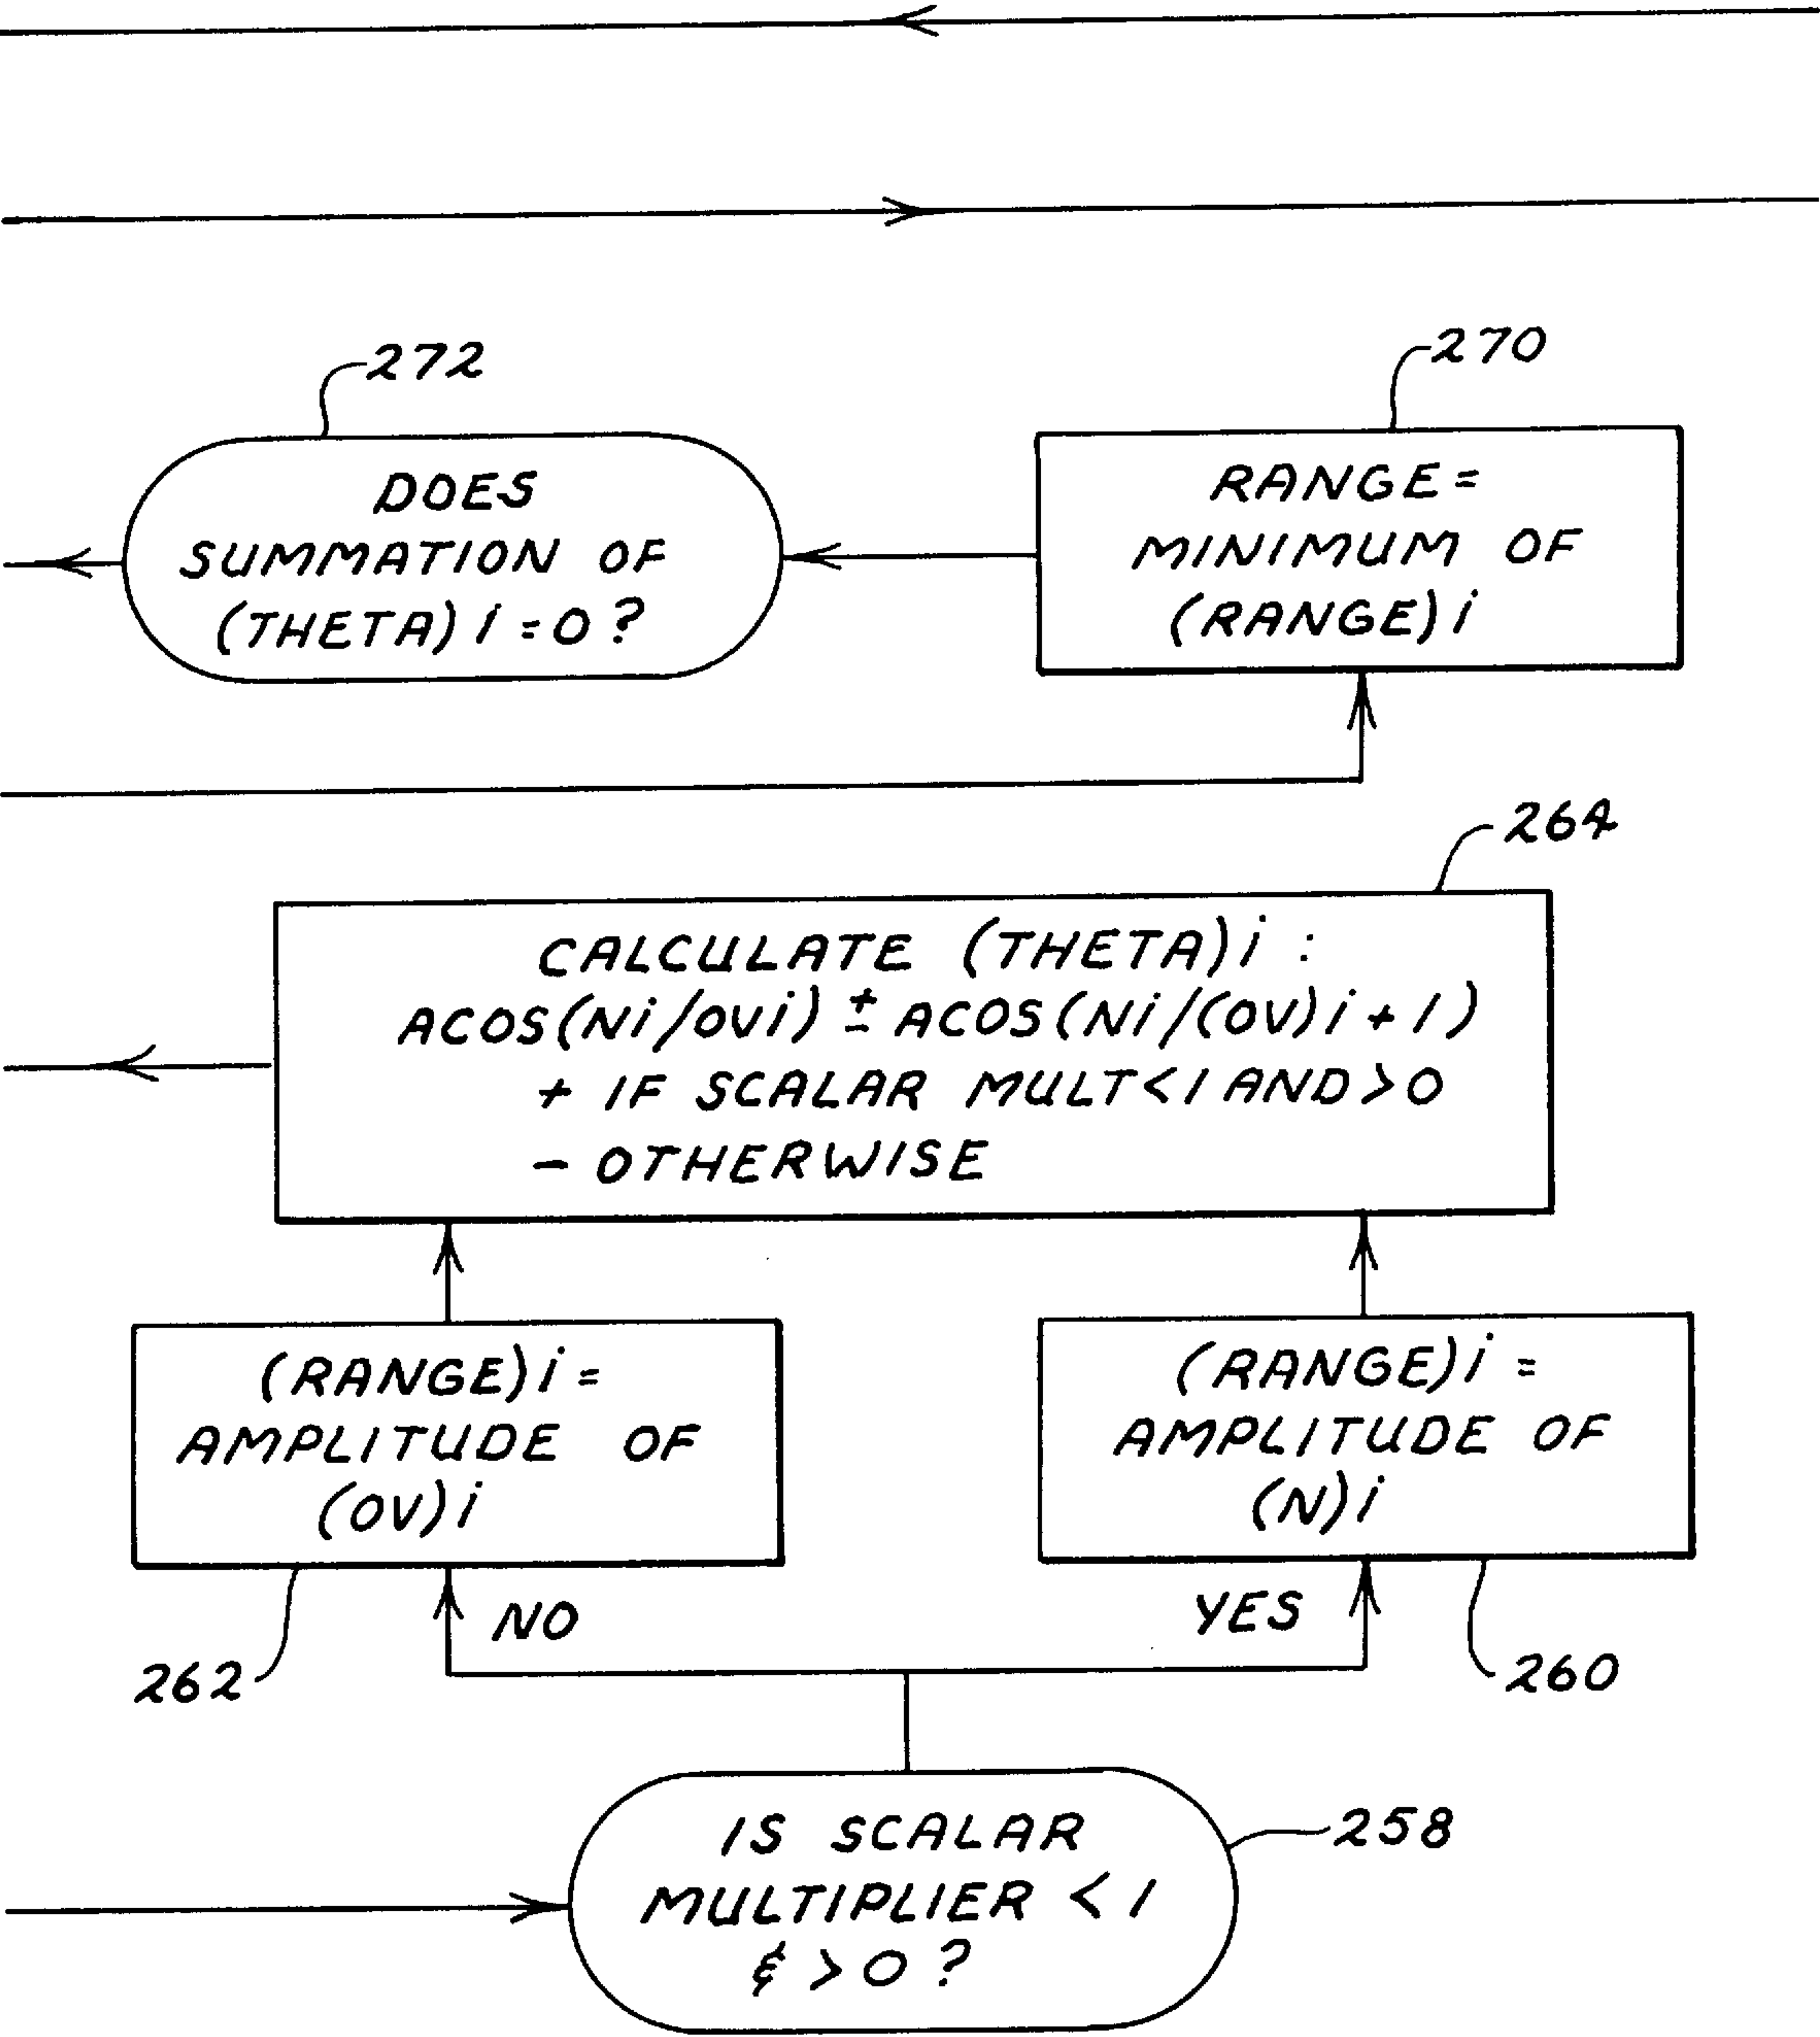 272
270
DOES
SUMMATION OF
(THETA) i = 0 ?
RANGE =
MINIMUM OF
(RANGE) i
264
CALCULATE (THETA) i :
ACOS(Ni/OVi) ± ACOS(Ni/(OV)i + 1)
+ IF SCALAR MULT < 1 AND > 0
- OTHERWISE
(RANGE) i =
AMPLITUDE OF
(OV) i
(RANGE) i =
AMPLITUDE OF
(N) i
NO
YES
262
260
IS SCALAR
MULTIPLIER < 1
& > 0 ?
258